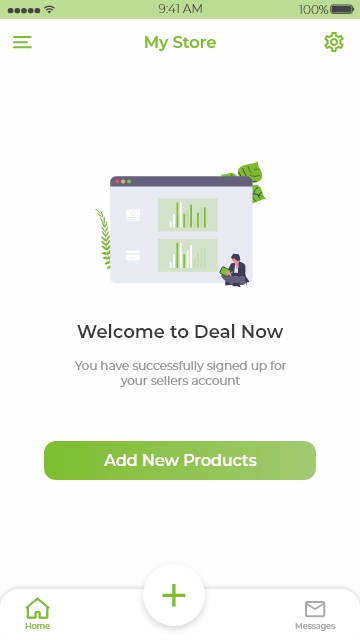 9:41 AM
100%
My Store
Welcome to Deal Now
You have successfully signed up for
your sellers account
Add New Products
Home
Messages